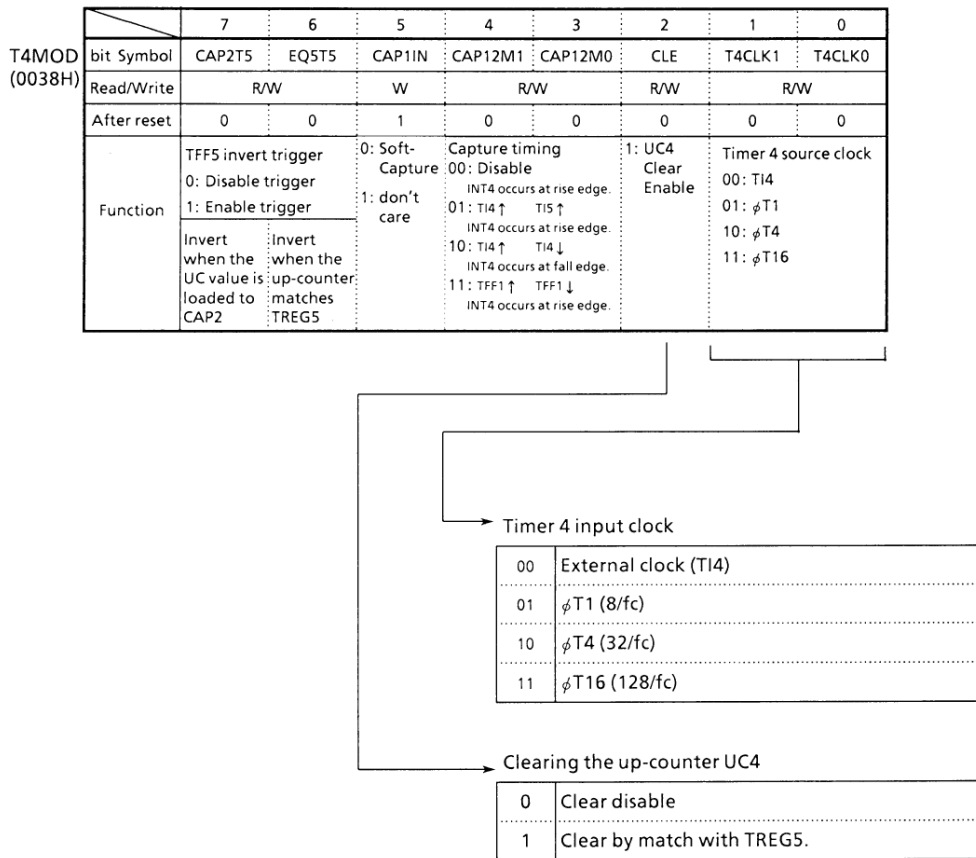 7 6 5 4 3 2 1 0
T4MOD
(0038H)
bit Symbol CAP2T5 EQ5T5 CAP1IN CAP12M1 CAP12M0 CLE T4CLK1 T4CLK0
Read/Write R/W W R/W R/W R/W
After reset 0 0 1 0 0 0 0 0
Function
TFF5 invert trigger
0: Disable trigger
1: Enable trigger
Invert
when the
UC value is
loaded to
CAP2
Invert
when the
up-counter
matches
TREG5
0: Soft-
Capture
1: don't
care
Capture timing
00: Disable
INT4 occurs at rise edge.
01: TI4↑ TI5↑
INT4 occurs at rise edge.
10: TI4↑ TI4↓
INT4 occurs at fall edge.
11: TFF1↑ TFF1↓
INT4 occurs at rise edge.
1: UC4
Clear
Enable
Timer 4 source clock
00: TI4
01: ϕT1
10: ϕT4
11: ϕT16
Timer 4 input clock
00 External clock (TI4)
01 ϕT1 (8/fc)
10 ϕT4 (32/fc)
11 ϕT16 (128/fc)
Clearing the up-counter UC4
0 Clear disable
1 Clear by match with TREG5.